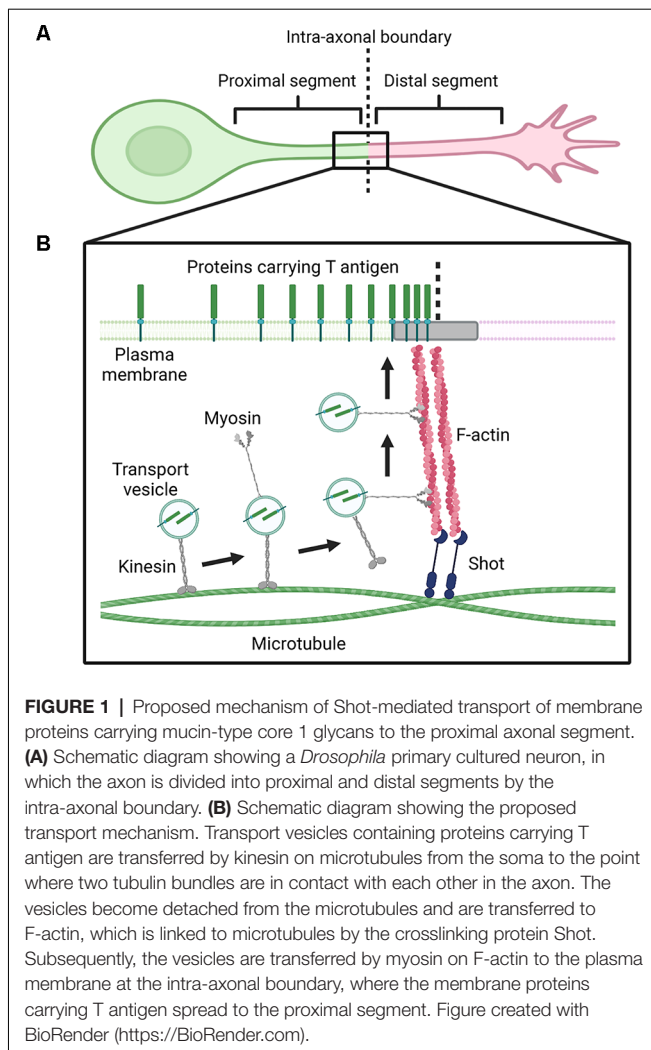 A
Intra-axonal boundary
Proximal segment
Distal segment
B
Proteins carrying T antigen
Plasma
membrane
Myosin
F-actin
Transport
vesicle
Kinesin
Shot
Microtubule
FIGURE 1 | Proposed mechanism of Shot-mediated transport of membrane
proteins carrying mucin-type core 1 glycans to the proximal axonal segment.
(A) Schematic diagram showing a Drosophila primary cultured neuron, in
which the axon is divided into proximal and distal segments by the
intra-axonal boundary. (B) Schematic diagram showing the proposed
transport mechanism. Transport vesicles containing proteins carrying T
antigen are transferred by kinesin on microtubules from the soma to the point
where two tubulin bundles are in contact with each other in the axon. The
vesicles become detached from the microtubules and are transferred to
F-actin, which is linked to microtubules by the crosslinking protein Shot.
Subsequently, the vesicles are transferred by myosin on F-actin to the plasma
membrane at the intra-axonal boundary, where the membrane proteins
carrying T antigen spread to the proximal segment. Figure created with
BioRender (https://BioRender.com).